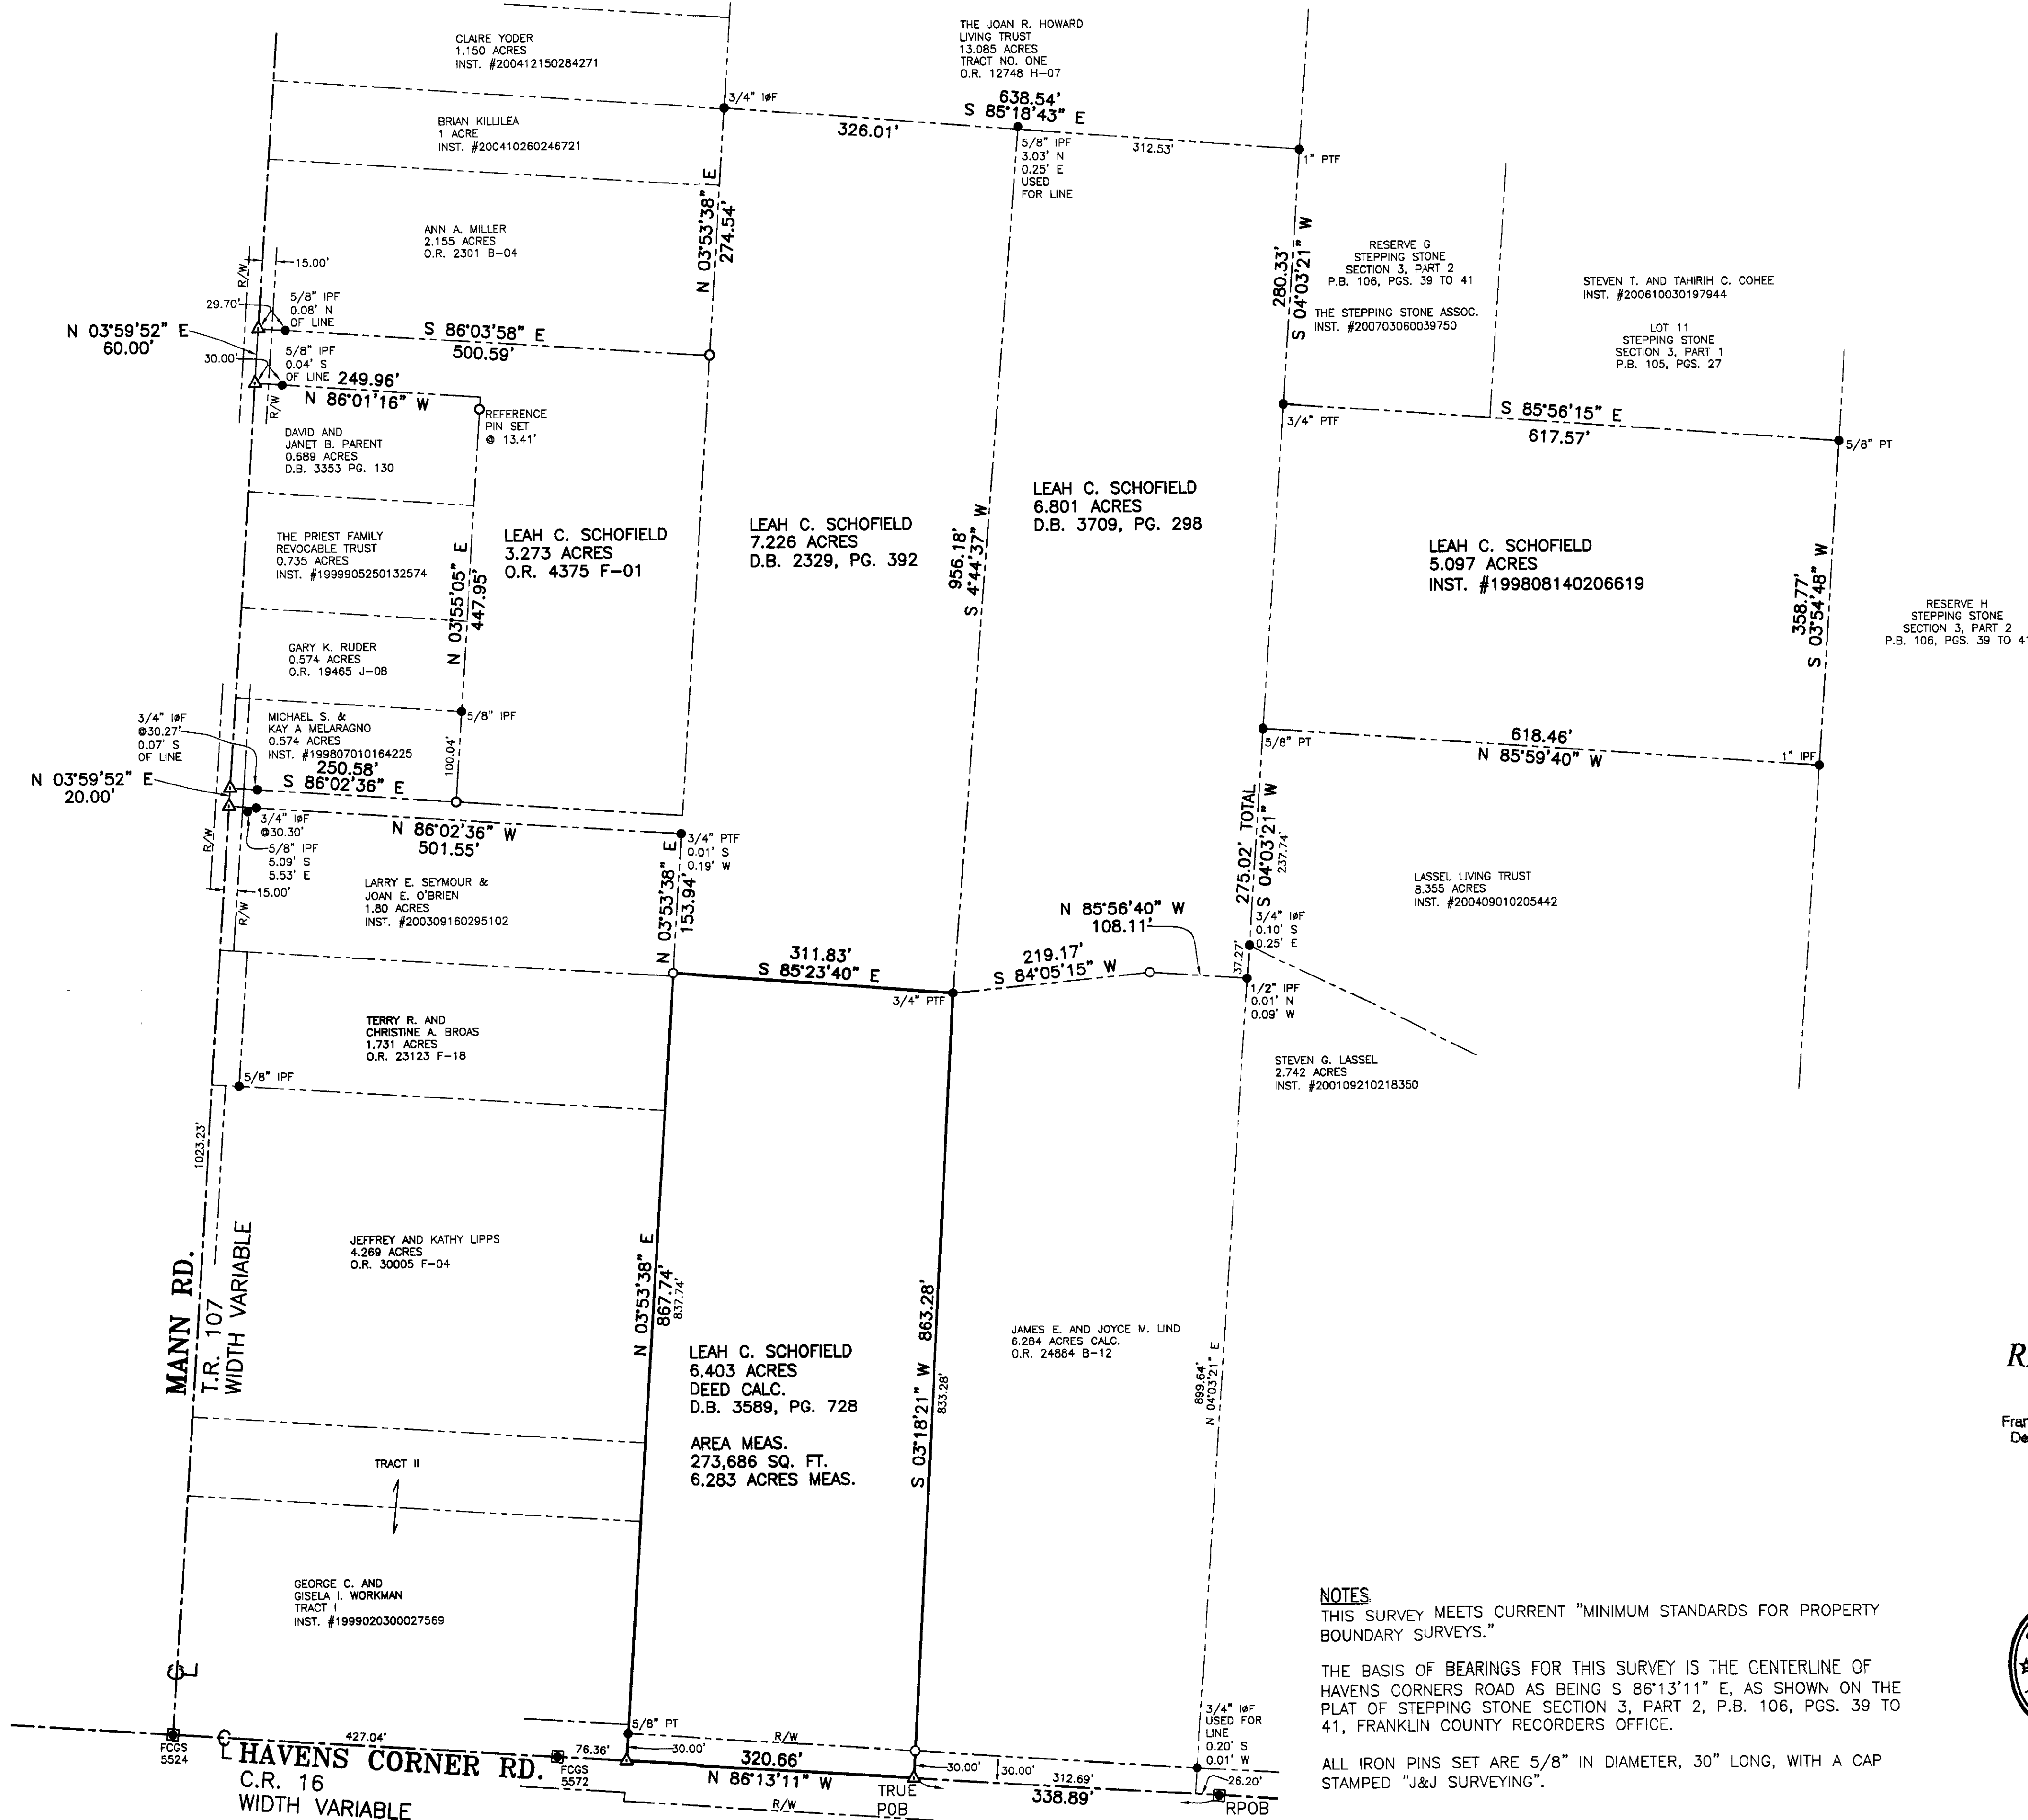 CLAIRE YODER
1.150 ACRES
INST. #200412150284271
THE JOAN R. HOWARD
LIVING TRUST
13.085 ACRES
TRACT NO. ONE
O.R. 12748 H-07
3/4" IØF
638.54'
S 85°18'43" E
326.01'
312.53'
5/8" IPF
3.03' N
0.25' E
USED
FOR LINE
1" PTF
BRIAN KILLILEA
1 ACRE
INST. #200410260246721
N 03°53'38" E
274.54'
ANN A. MILLER
2.155 ACRES
O.R. 2301 B-04
R/W
15.00'
29.70'
5/8" IPF
0.08' N
OF LINE
N 03°59'52" E
60.00'
S 86°03'58" E
500.59'
30.00'
5/8" IPF
0.04' S
OF LINE
249.96'
N 86°01'16" W
R/W
REFERENCE
PIN SET
@ 13.41'
280.33'
S 04°03'21" W
RESERVE G
STEPPING STONE
SECTION 3, PART 2
P.B. 106, PGS. 39 TO 41
THE STEPPING STONE ASSOC.
INST. #200703060039750
STEVEN T. AND TAHIRIH C. COHEE
INST. #200610030197944
LOT 11
STEPPING STONE
SECTION 3, PART 1
P.B. 105, PGS. 27
3/4" PTF
S 85°56'15" E
617.57'
5/8" PT
DAVID AND
JANET B. PARENT
0.689 ACRES
D.B. 3353 PG. 130
THE PRIEST FAMILY
REVOCABLE TRUST
0.735 ACRES
INST. #1999905250132574
N 03°55'05" E
447.95'
LEAH C. SCHOFIELD
3.273 ACRES
O.R. 4375 F-01
LEAH C. SCHOFIELD
7.226 ACRES
D.B. 2329, PG. 392
956.18'
S 4°44'37" W
LEAH C. SCHOFIELD
6.801 ACRES
D.B. 3709, PG. 298
LEAH C. SCHOFIELD
5.097 ACRES
INST. #199808140206619
358.77'
S 03°54'48" W
RESERVE H
STEPPING STONE
SECTION 3, PART 2
P.B. 106, PGS. 39 TO 41
GARY K. RUDER
0.574 ACRES
O.R. 19465 J-08
5/8" IPF
MICHAEL S. &
KAY A MELARAGNO
0.574 ACRES
INST. #199807010164225
100.04'
3/4" IØF
@30.27'
0.07' S
OF LINE
250.58'
S 86°02'36" E
N 03°59'52" E
20.00'
3/4" IØF
@30.30'
5/8" IPF
5.09' S
5.53' E
N 86°02'36" W
501.55'
3/4" PTF
0.01' S
0.19' W
5/8" PT
618.46'
N 85°59'40" W
1" IPF
275.02' TOTAL
S 04°03'21" W
237.74'
R/W
15.00'
R/W
LARRY E. SEYMOUR &
JOAN E. O'BRIEN
1.80 ACRES
INST. #200309160295102
N 03°53'38" E
153.94'
LASSEL LIVING TRUST
8.355 ACRES
INST. #200409010205442
N 85°56'40" W
108.11'
3/4" IØF
0.10' S
0.25' E
37.27'
311.83'
S 85°23'40" E
219.17'
S 84°05'15" W
3/4" PTF
1/2" IPF
0.01' N
0.09' W
TERRY R. AND
CHRISTINE A. BROAS
1.731 ACRES
O.R. 23123 F-18
5/8" IPF
STEVEN G. LASSEL
2.742 ACRES
INST. #200109210218350
1023.23'
MANN RD.
T.R. 107
WIDTH VARIABLE
JEFFREY AND KATHY LIPPS
4.269 ACRES
O.R. 30005 F-04
N 03°53'38" E
867.74'
837.74'
S 03°18'21" W 863.28'
833.28'
JAMES E. AND JOYCE M. LIND
6.284 ACRES CALC.
O.R. 24884 B-12
899.64'
N 04°03'21" E
LEAH C. SCHOFIELD
6.403 ACRES
DEED CALC.
D.B. 3589, PG. 728
AREA MEAS.
273,686 SQ. FT.
6.283 ACRES MEAS.
TRACT II
GEORGE C. AND
GISELA I. WORKMAN
TRACT I
INST. #1999020300027569
CL
FCGS
5524
427.04'
CL
HAVENS CORNER RD.
C.R. 16
WIDTH VARIABLE
76.36'
FCGS
5572
5/8" PT
30.00'
R/W
320.66'
N 86°13'11" W
R/W
TRUE
POB
30.00'
30.00'
312.69'
338.89'
3/4" IØF
USED FOR
LINE
0.20' S
0.01' W
26.20'
RPOB
NOTES
THIS SURVEY MEETS CURRENT "MINIMUM STANDARDS FOR PROPERTY
BOUNDARY SURVEYS."
THE BASIS OF BEARINGS FOR THIS SURVEY IS THE CENTERLINE OF
HAVENS CORNERS ROAD AS BEING S 86°13'11" E, AS SHOWN ON THE
PLAT OF STEPPING STONE SECTION 3, PART 2, P.B. 106, PGS. 39 TO
41, FRANKLIN COUNTY RECORDERS OFFICE.
ALL IRON PINS SET ARE 5/8" IN DIAMETER, 30" LONG, WITH A CAP
STAMPED "J&J SURVEYING".